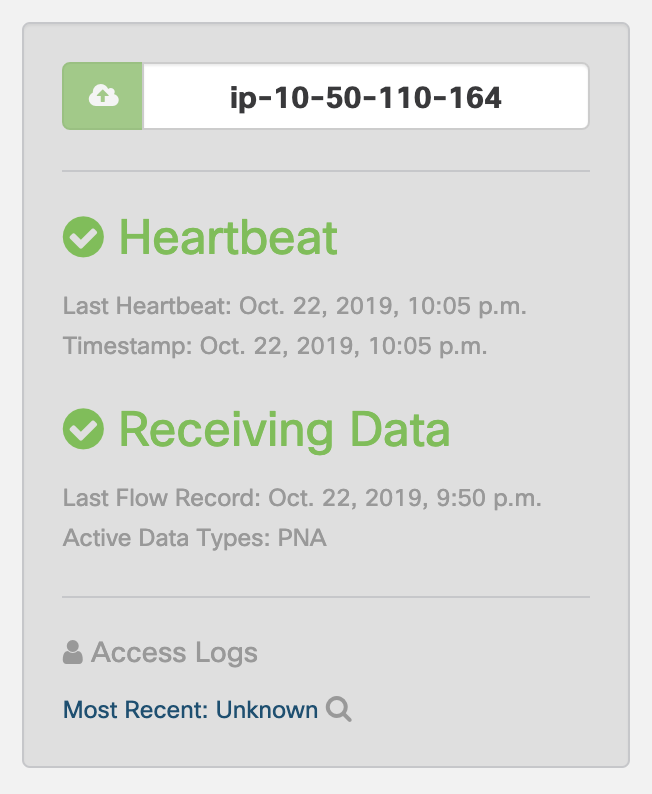 ip-10-50-110-164
Heartbeat
Last Heartbeat: Oct. 22, 2019, 10:05 p.m.
Timestamp: Oct. 22, 2019, 10:05 p.m.
Receiving Data
Last Flow Record: Oct. 22, 2019, 9:50 p.m.
Active Data Types: PNA
Access Logs
Most Recent: Unknown